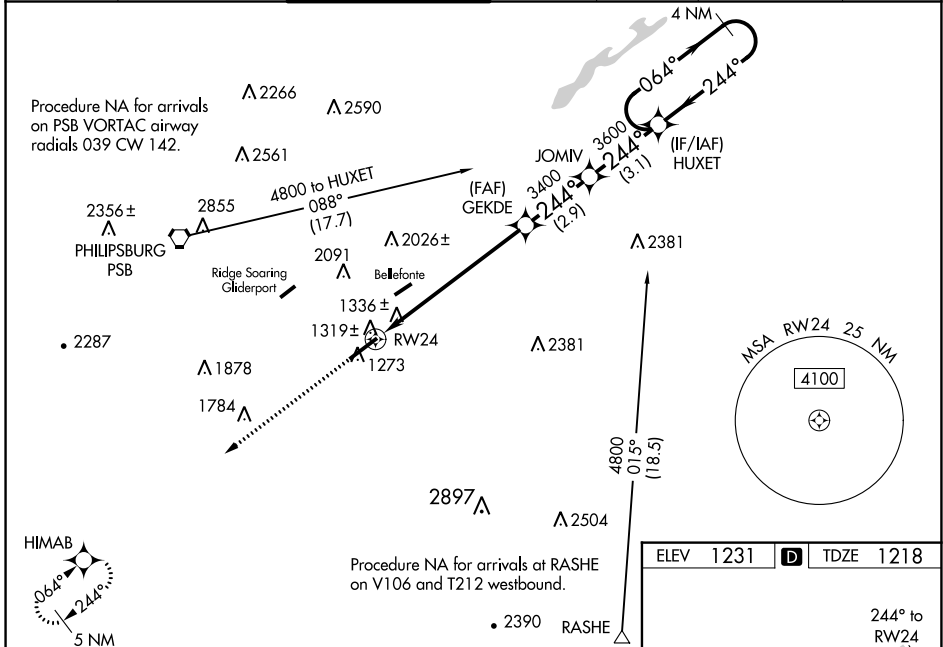 4 NM
064°
244°
Procedure NA for arrivals
on PSB VORTAC airway
radials 039 CW 142.
2266
2590
2561
3600
244°
(3.1)
(IF/IAF)
HUXET
JOMIV
3400
244°
(2.9)
(FAF)
GEKDE
4800 to HUXET
088°
(17.7)
2356 ±
2855
PHILIPSBURG
PSB
2026 ±
2091
Ridge Soaring
Gliderport
Bellefonte
2381
1336 ±
1319 ±
RW24
1273
2287
1878
1784
2381
MSA RW24 25 NM
4100
4800
015°
(18.5)
2897
2504
HIMAB
064°
244°
5 NM
Procedure NA for arrivals at RASHE
on V106 and T212 westbound.
2390
RASHE
ELEV 1231 D TDZE 1218
244° to
RW24